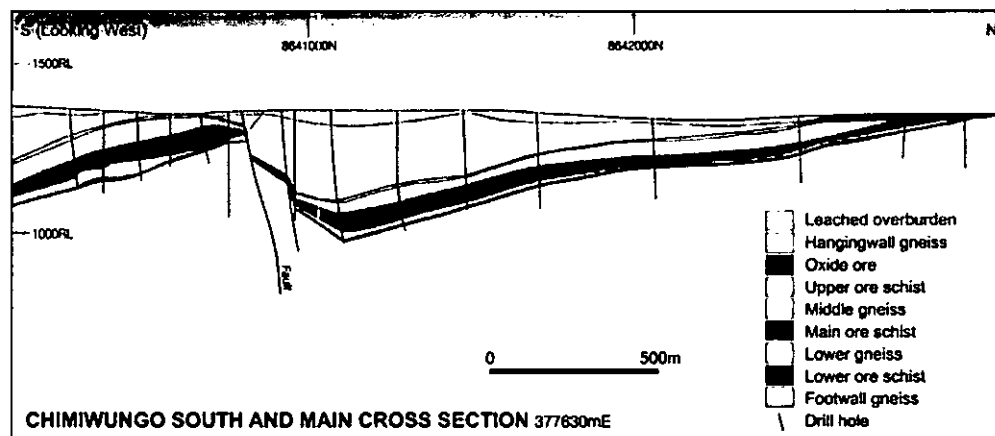 S (Looking West)
8641000N
8642000N
N
1500RL
1000RL
Fault
Leached overburden
Hangingwall gneiss
Oxide ore
Upper ore schist
Middle gneiss
Main ore schist
Lower gneiss
Lower ore schist
Footwall gneiss
Drill hole
0
500m
CHIMIWUNGO SOUTH AND MAIN CROSS SECTION 377630mE